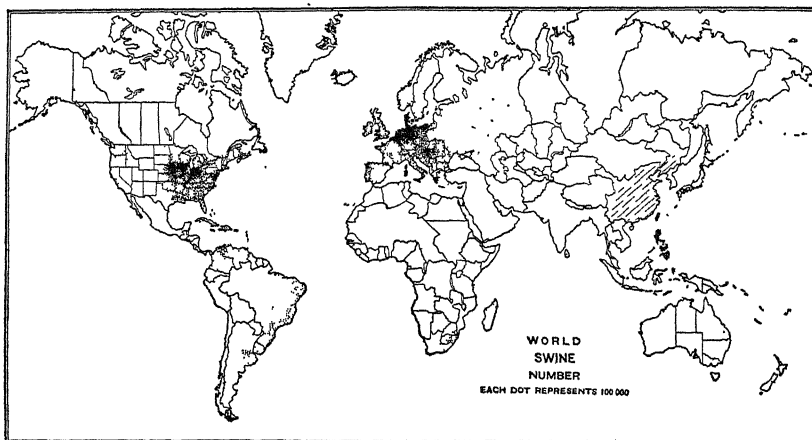 WORLD
SWINE
NUMBER
EACH DOT REPRESENTS 100 000